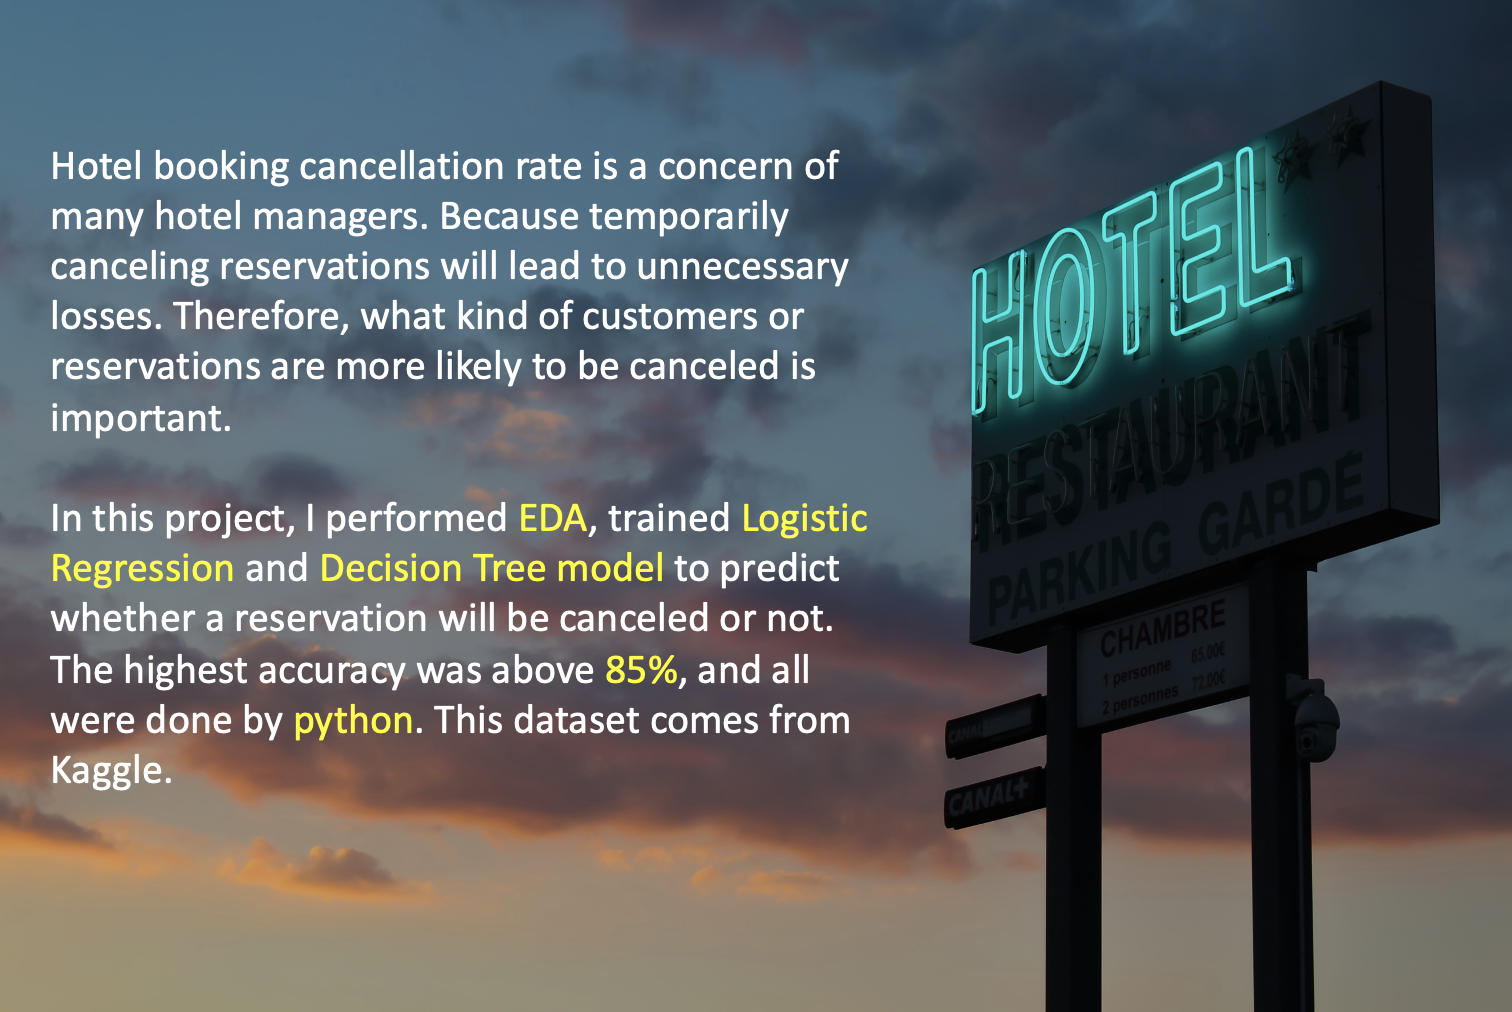 Hotel booking cancellation rate is a concern of
many hotel managers. Because temporarily
canceling reservations will lead to unnecessary
losses. Therefore, what kind of customers or
reservations are more likely to be canceled is
important.
In this project, I performed EDA, trained Logistic
Regression and Decision Tree model to predict
whether a reservation will be canceled or not.
The highest accuracy was above 85%, and all
were done by python. This dataset comes from
Kaggle.
HOTEL
RESTAURANT
PARKING GARDÉ
CHAMBRE
1 personne 65.00€
2 personnes 72.00€
CANAL
CANAL+